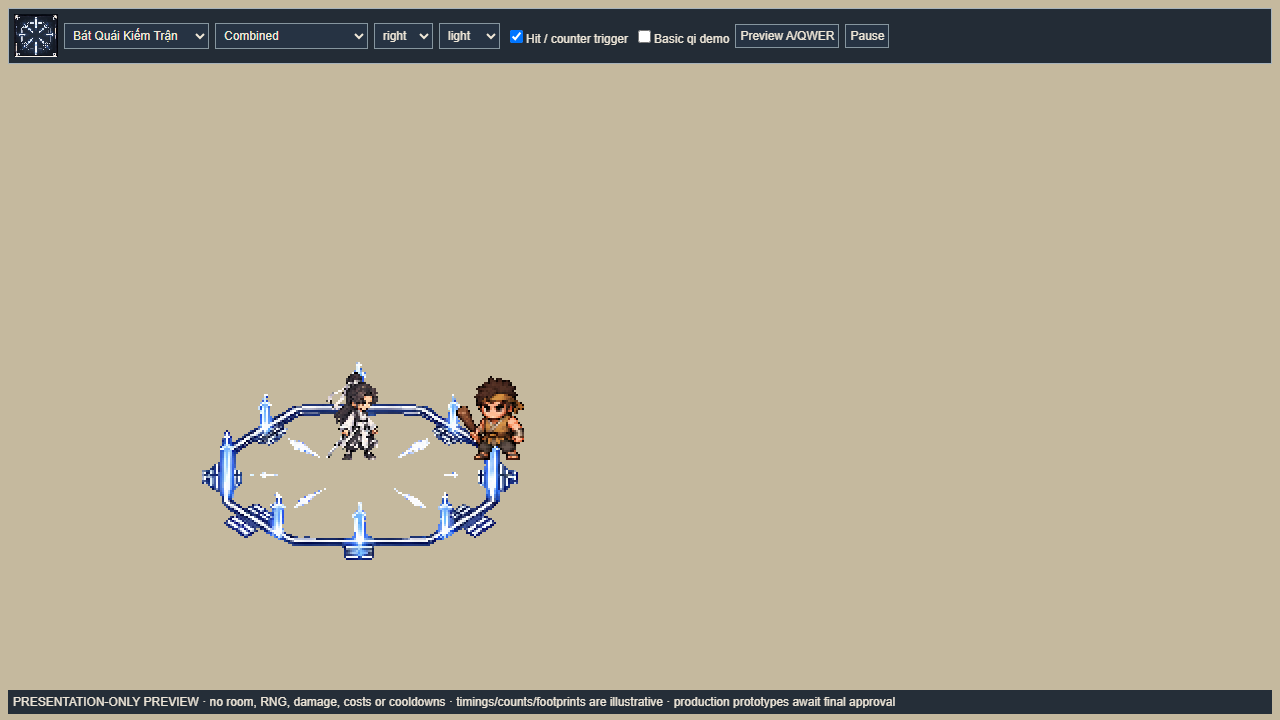 Bát Quái Kiếm Trận Combined right light Hit / counter trigger Basic qi demo Preview A/QWER Pause
PRESENTATION-ONLY PREVIEW · no room, RNG, damage, costs or cooldowns · timings/counts/footprints are illustrative · production prototypes await final approval